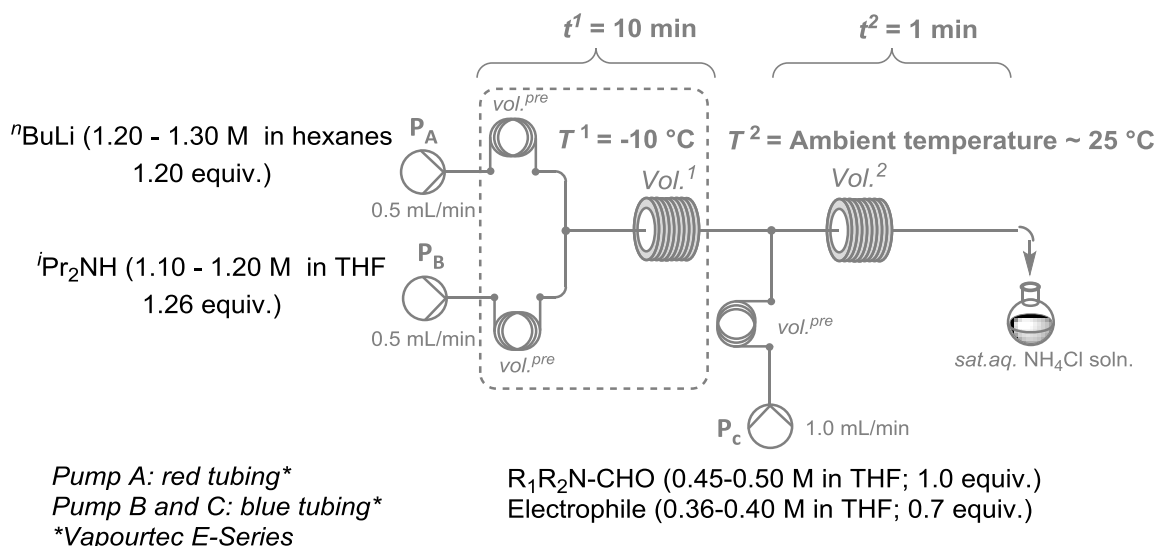 t¹ = 10 min
t² = 1 min
vol.ᵖʳᵉ
ⁿBuLi (1.20 - 1.30 M in hexanes
1.20 equiv.)
P_A
T ¹ = -10 °C
T ² = Ambient temperature ~ 25 °C
Vol.¹
Vol.²
0.5 mL/min
ⁱPr₂NH (1.10 - 1.20 M in THF
1.26 equiv.)
P_B
0.5 mL/min
vol.ᵖʳᵉ
vol.ᵖʳᵉ
sat.aq. NH₄Cl soln.
P_c
1.0 mL/min
Pump A: red tubing*
Pump B and C: blue tubing*
*Vapourtec E-Series
R₁R₂N-CHO (0.45-0.50 M in THF; 1.0 equiv.)
Electrophile (0.36-0.40 M in THF; 0.7 equiv.)